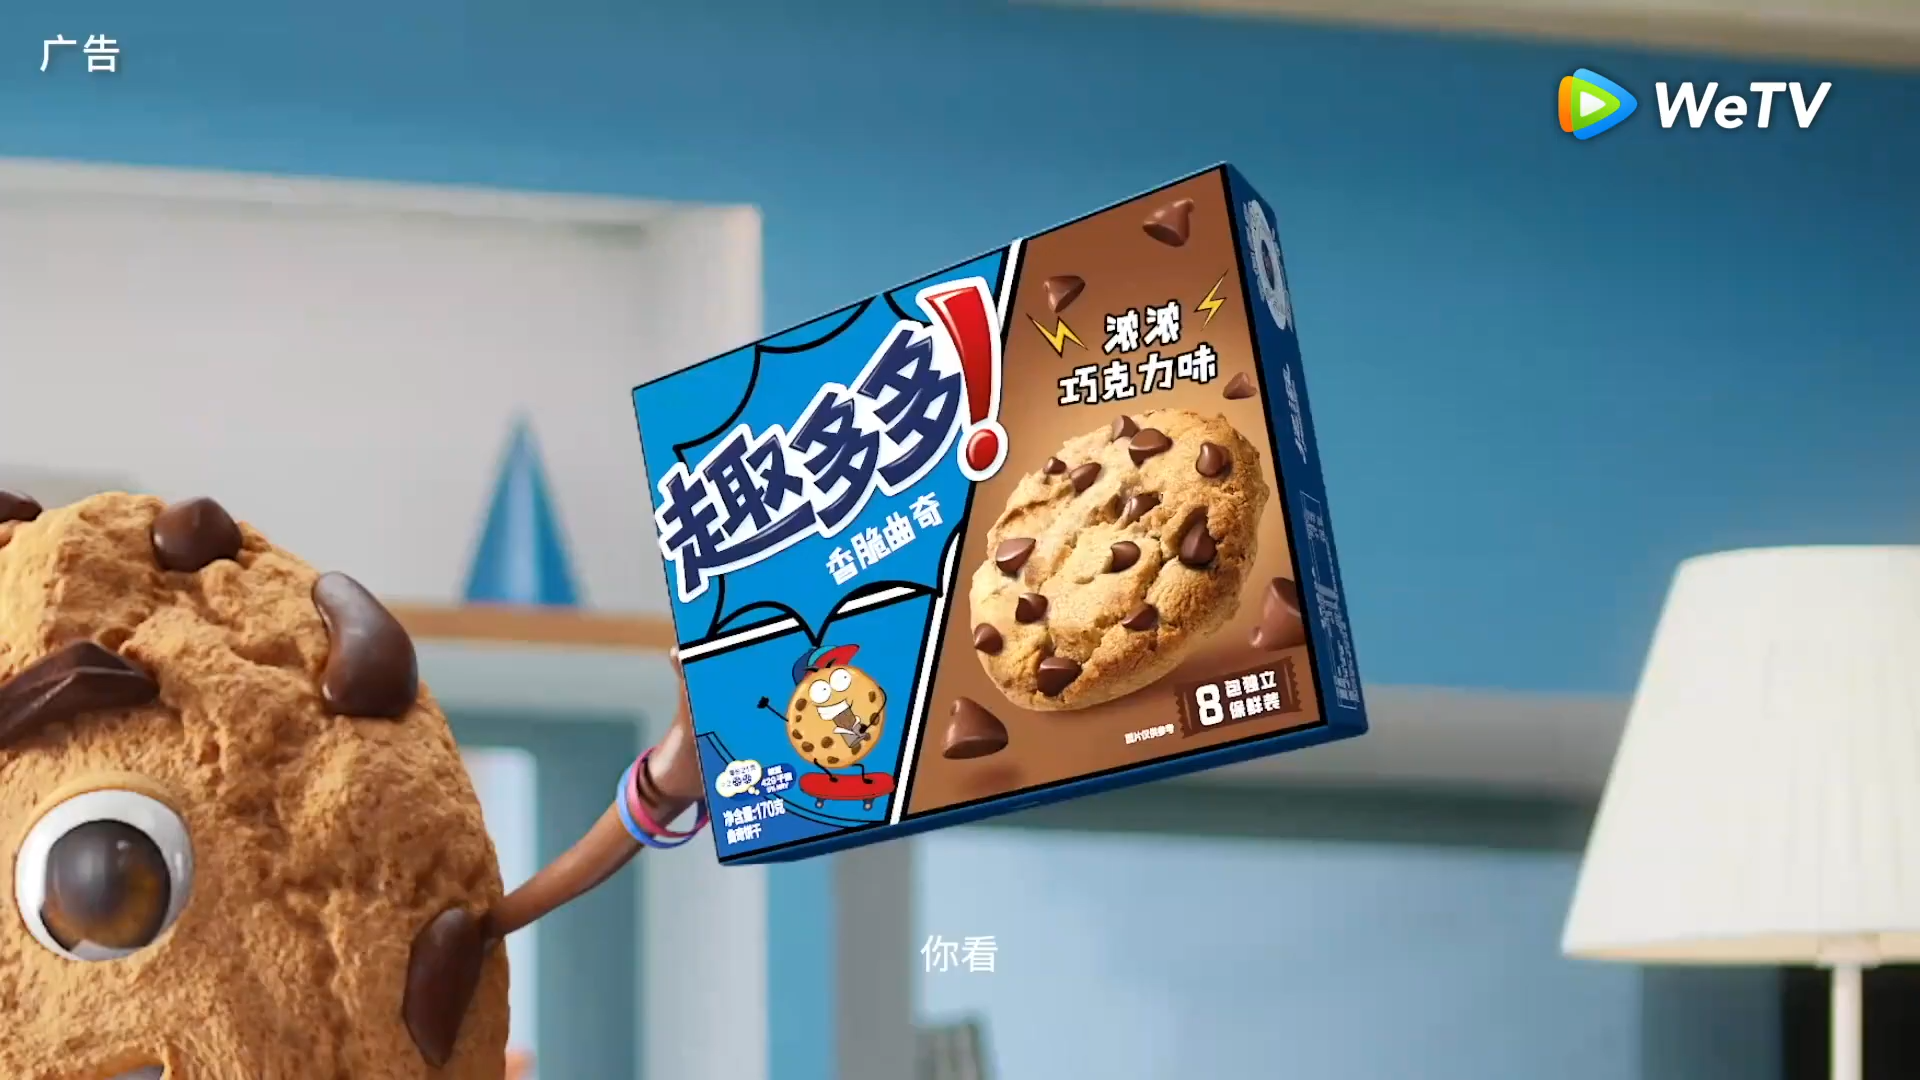 广告
WeTV
趣多多!
香脆曲奇
浓浓
巧克力味
8包独立
保鲜装
图片仅供参考
净含量:170克
曲奇饼干
你看